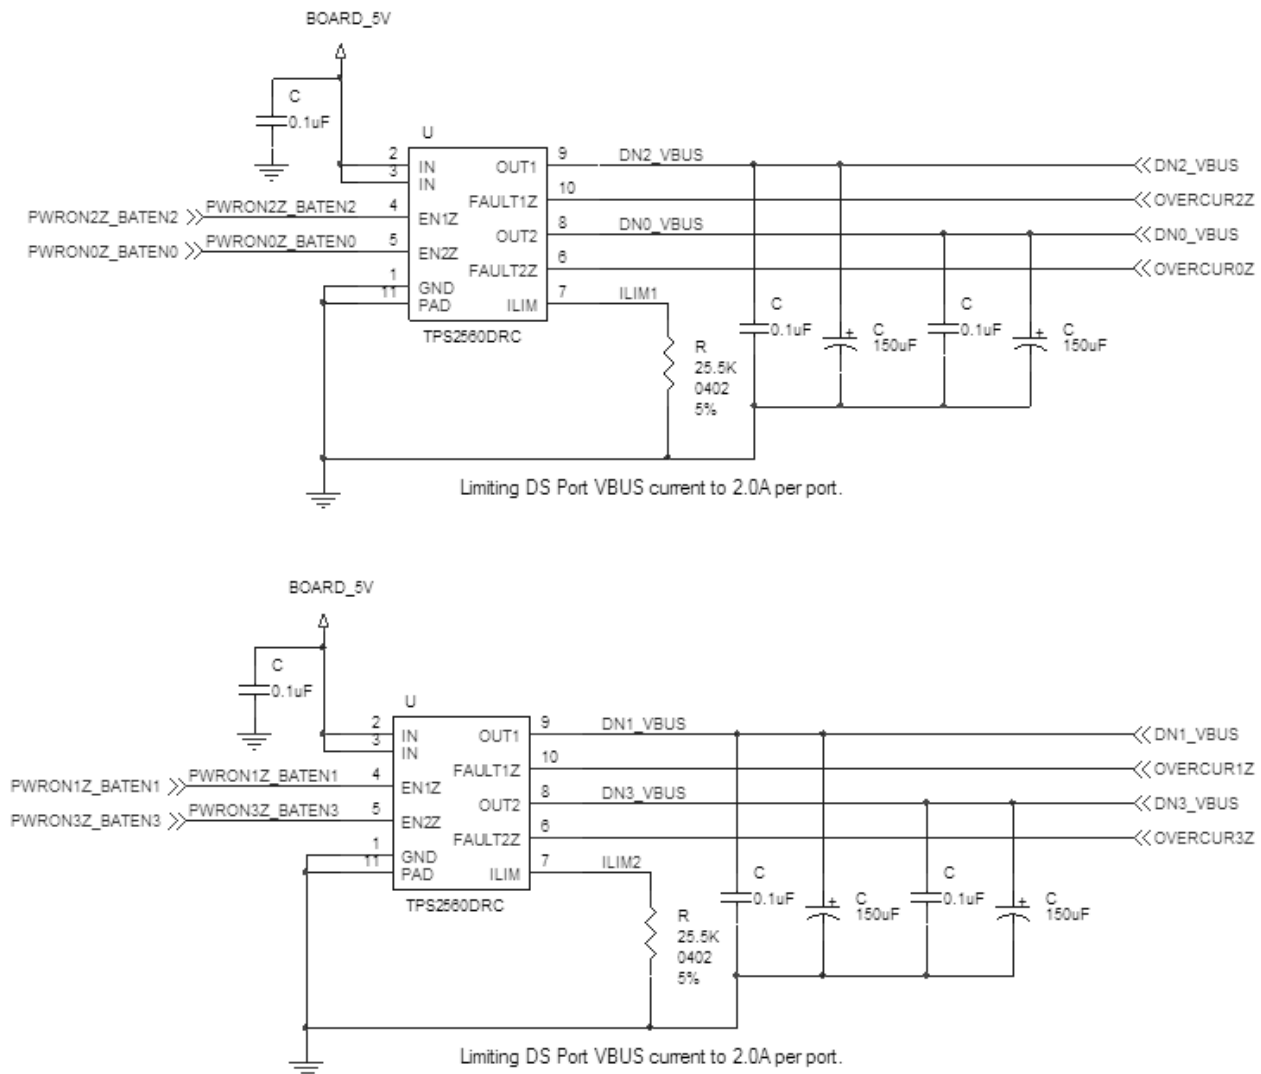 BOARD_5V
C
0.1uF
U
2 IN OUT1 9 DN2_VBUS DN2_VBUS
3 IN
FAULT1Z 10 OVERCUR2Z
PWRON2Z_BATEN2 PWRON2Z_BATEN2 4 EN1Z
OUT2 8 DN0_VBUS DN0_VBUS
PWRON0Z_BATEN0 PWRON0Z_BATEN0 5 EN2Z
FAULT2Z 6 OVERCUR0Z
1 GND
11 PAD ILIM 7 ILIM1
TPS2560DRC
C
0.1uF
C
150uF
C
0.1uF
C
150uF
R
25.5K
0402
5%
Limiting DS Port VBUS current to 2.0A per port.
BOARD_5V
C
0.1uF
U
2 IN OUT1 9 DN1_VBUS DN1_VBUS
3 IN
FAULT1Z 10 OVERCUR1Z
PWRON1Z_BATEN1 PWRON1Z_BATEN1 4 EN1Z
OUT2 8 DN3_VBUS DN3_VBUS
PWRON3Z_BATEN3 PWRON3Z_BATEN3 5 EN2Z
FAULT2Z 6 OVERCUR3Z
1 GND
11 PAD ILIM 7 ILIM2
TPS2560DRC
C
0.1uF
C
150uF
C
0.1uF
C
150uF
R
25.5K
0402
5%
Limiting DS Port VBUS current to 2.0A per port.